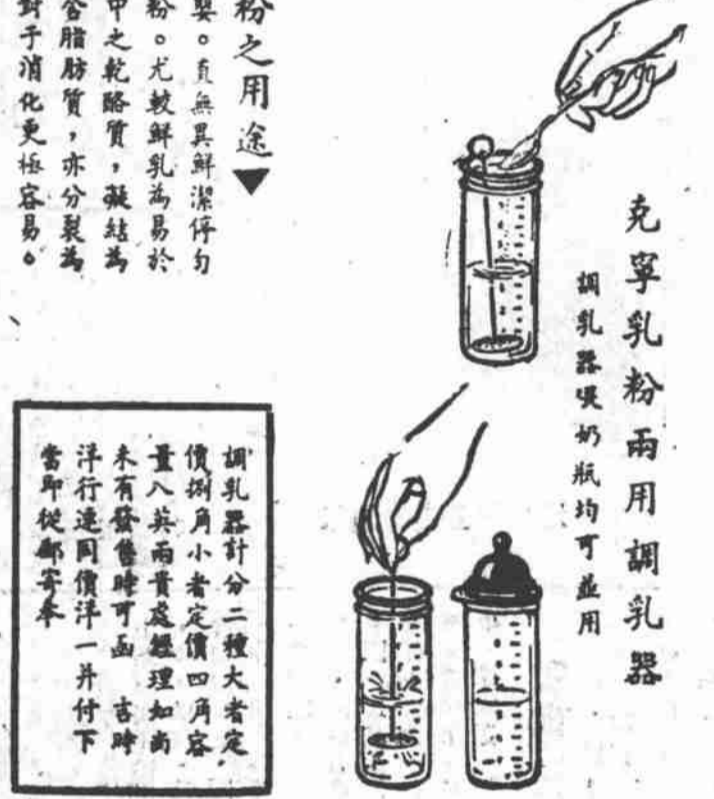 克寧乳粉兩用調乳器
調乳器喂奶瓶均可並用
粉之用途▼
嬰。真無異鮮潔停勻
粉。尤較鮮乳為易於
中之乾酪質，凝結為
含脂肪質，亦分裂為
對于消化更極容易。
調乳器計分二種大者定
價捌角小者定價四角容
量八英兩貴處經理如尚
未有發售時可函 吉時
洋行連同價洋一并付下
當即從郵寄奉